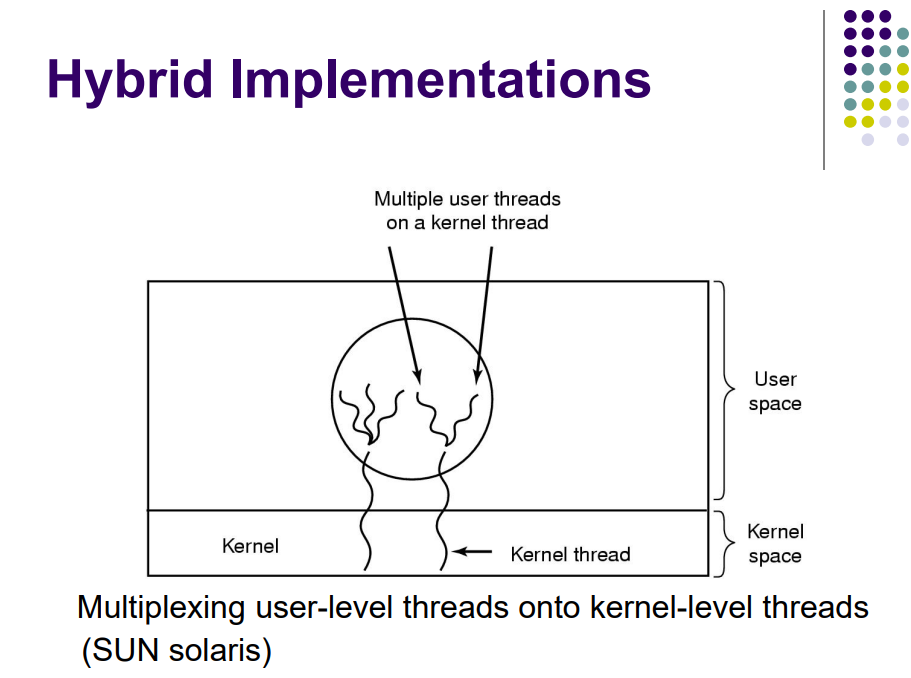 Hybrid Implementations
Multiple user threads
on a kernel thread
User
space
Kernel
Kernel thread
Kernel
space
Multiplexing user-level threads onto kernel-level threads
(SUN solaris)